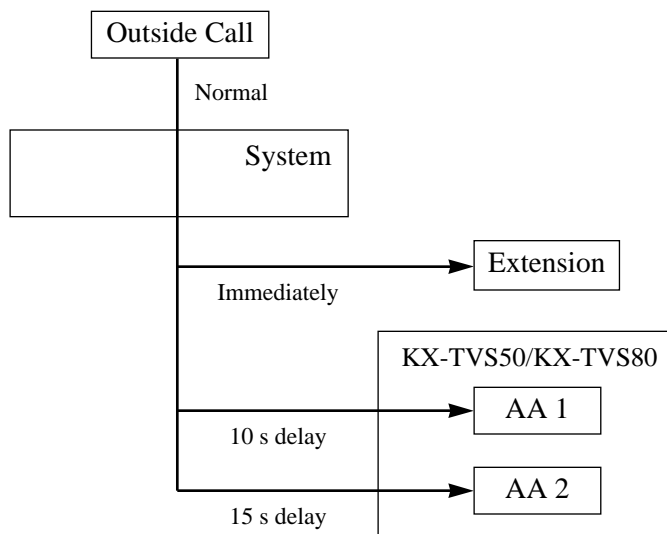 Outside Call
Normal
System
Extension
Immediately
KX-TVS50/KX-TVS80
AA 1
10 s delay
AA 2
15 s delay